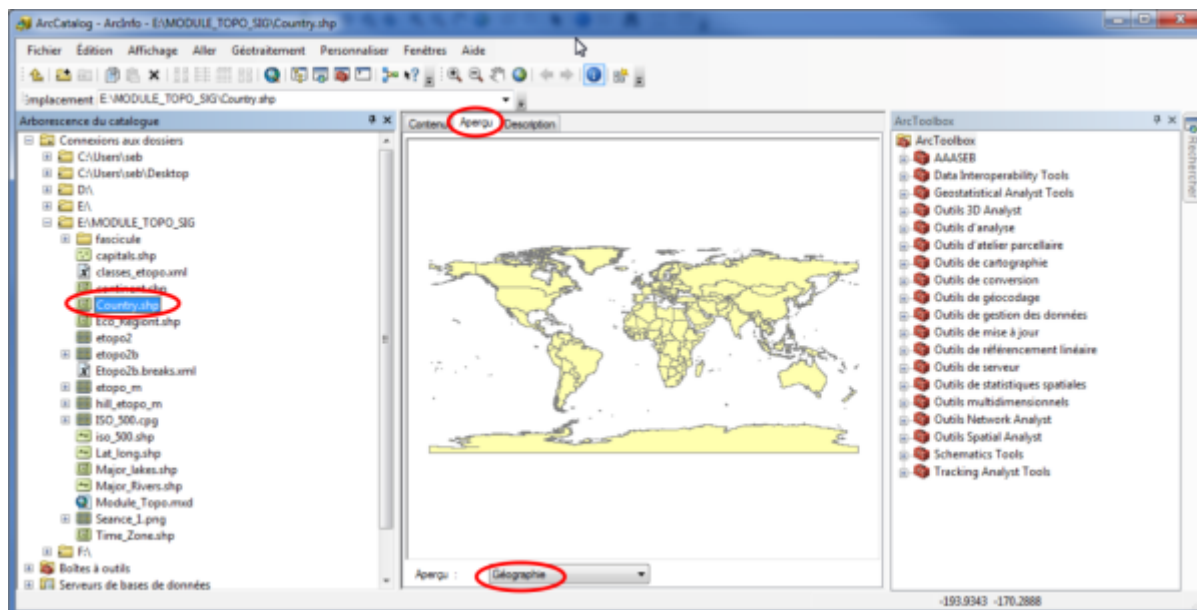 ArcCatalog - ArcInfo - E:\MODULE_TOPO_SIG\Country.shp
Fichier Édition Affichage Aller Géotraitement Personnaliser Fenêtres Aide
Emplacement E:\MODULE_TOPO_SIG\Country.shp
Arborescence du catalogue
Connexions aux dossiers
C:\Users\seb
C:\Users\seb\Desktop
D:\
E:\
E:\MODULE_TOPO_SIG
fascicule
capitals.shp
classes_etopo.xml
continent.shp
Country.shp
Eco_Regiont.shp
etopo2
etopo2b
Etopo2b.breaks.xml
etopo_m
hill_etopo_m
ISO_500.cpg
iso_500.shp
Lat_long.shp
Major_lakes.shp
Major_Rivers.shp
Module_Topo.mxd
Seance_1.png
Time_Zone.shp
F:\
Boîtes à outils
Serveurs de bases de données
Contenu Aperçu Description
Aperçu : Géographie
ArcToolbox
ArcToolbox
AAASEB
Data Interoperability Tools
Geostatistical Analyst Tools
Outils 3D Analyst
Outils d'analyse
Outils d'atelier parcellaire
Outils de cartographie
Outils de conversion
Outils de géocodage
Outils de gestion des données
Outils de mise à jour
Outils de référencement linéaire
Outils de serveur
Outils de statistiques spatiales
Outils multidimensionnels
Outils Network Analyst
Outils Spatial Analyst
Schematics Tools
Tracking Analyst Tools
Rechercher
-193.9343 -170.2888